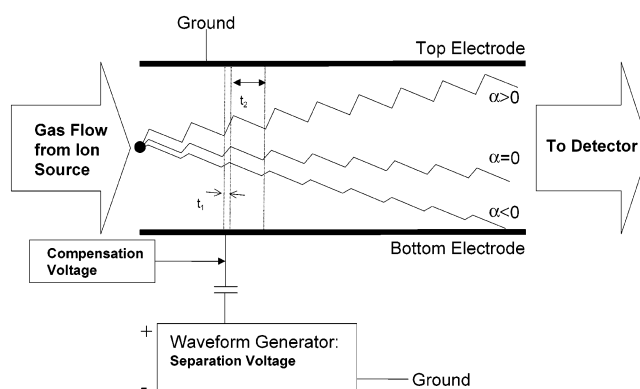 Ground
Top Electrode
t2
α>0
Gas Flow
from Ion
Source
To Detector
α=0
t1
α<0
Bottom Electrode
Compensation
Voltage
+
Waveform Generator:
Separation Voltage
-
Ground